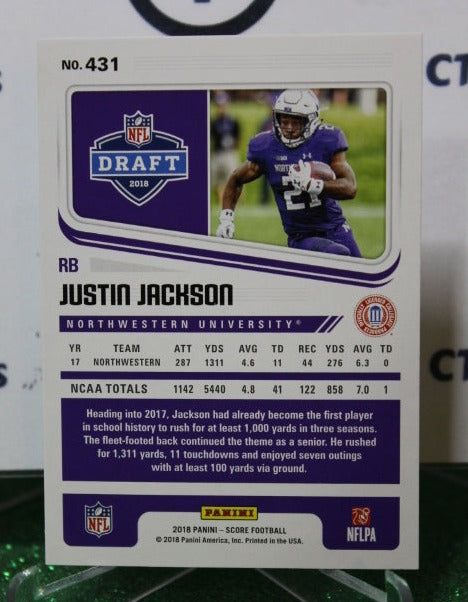 NO. 431
NFL
DRAFT
2018
NORTH
21
RB
JUSTIN JACKSON
NORTHWESTERN UNIVERSITY®
YR TEAM ATT YDS AVG TD REC YDS AVG TD
17 NORTHWESTERN 287 1311 4.6 11 44 276 6.3 0
NCAA TOTALS 1142 5440 4.8 41 122 858 7.0 1
Heading into 2017, Jackson had already become the first player
in school history to rush for at least 1,000 yards in three seasons.
The fleet-footed back continued the theme as a senior. He rushed
for 1,311 yards, 11 touchdowns and enjoyed seven outings
with at least 100 yards via ground.
NFL
PANINI
2018 PANINI – SCORE FOOTBALL
© 2018 Panini America, Inc. Printed in the USA.
NFLPA